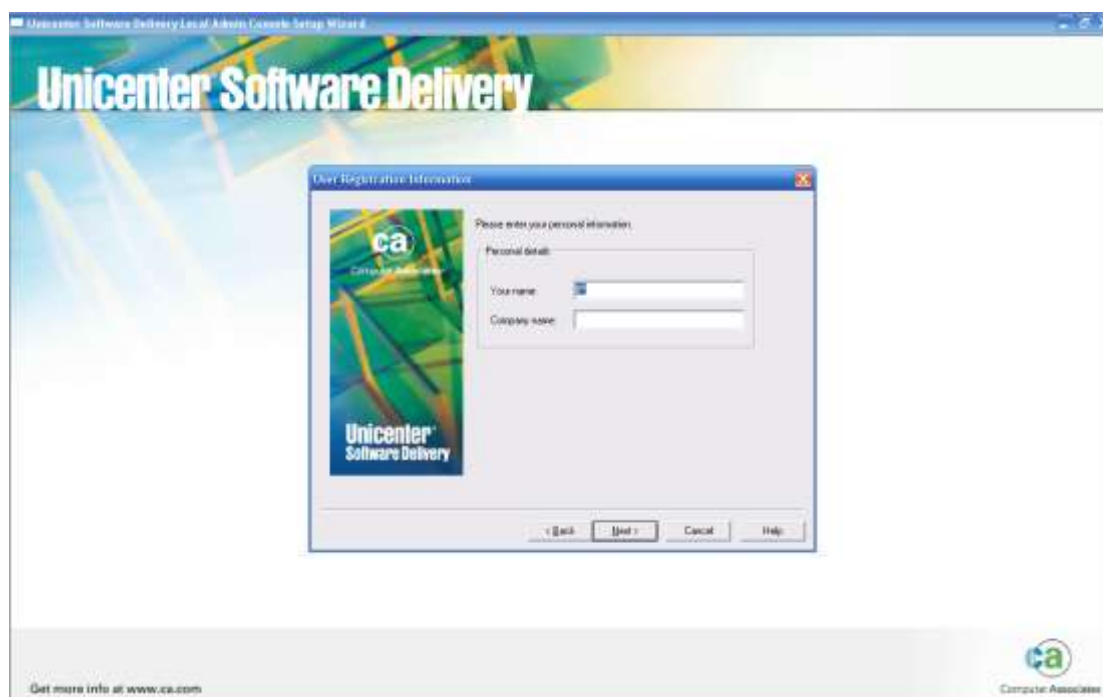 Unicenter Software Delivery Local Admin Console Setup Wizard
Unicenter Software Delivery
User Registration Information
ca
Computer Associates
Please enter your personal information.
Personal details
Your name:
Company name:
Unicenter
Software Delivery
< Back
Next >
Cancel
Help
Get more info at www.ca.com
ca
Computer Associates